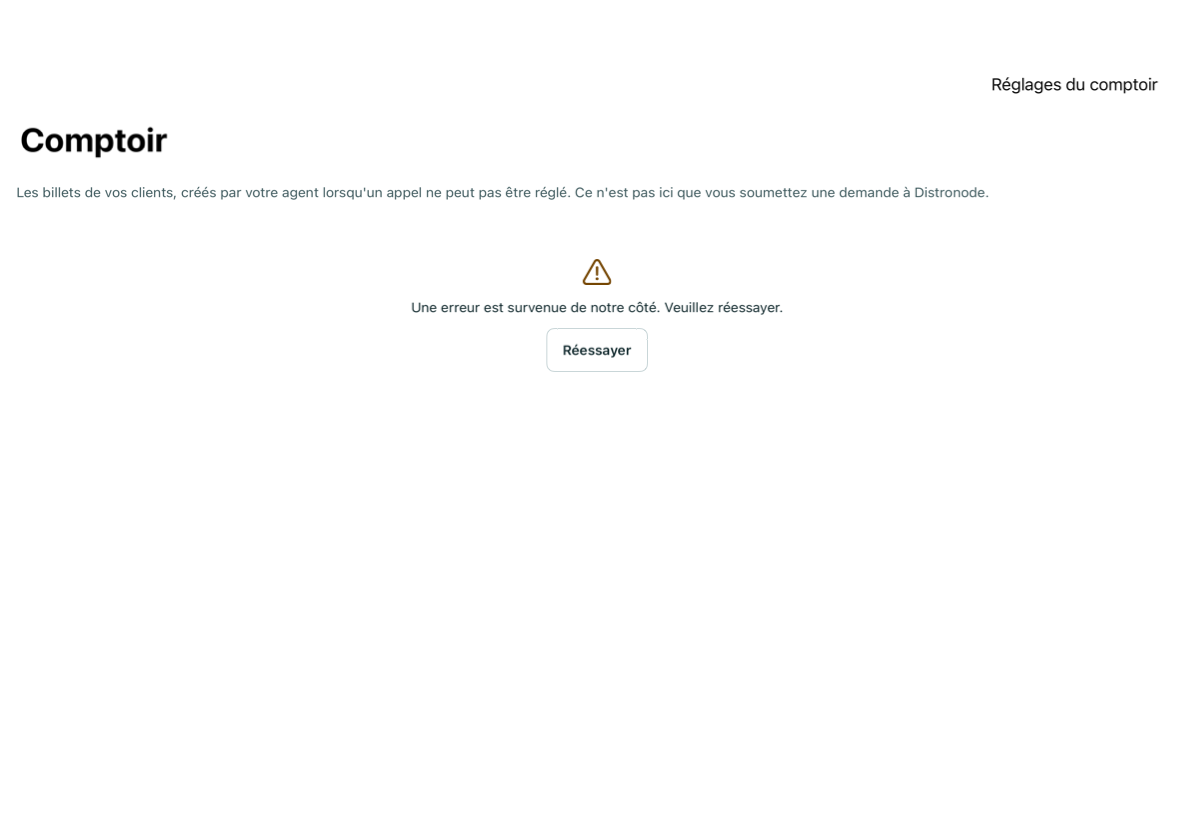 Réglages du comptoir
Comptoir
Les billets de vos clients, créés par votre agent lorsqu'un appel ne peut pas être réglé. Ce n'est pas ici que vous soumettez une demande à Distronode.
Une erreur est survenue de notre côté. Veuillez réessayer.
Réessayer